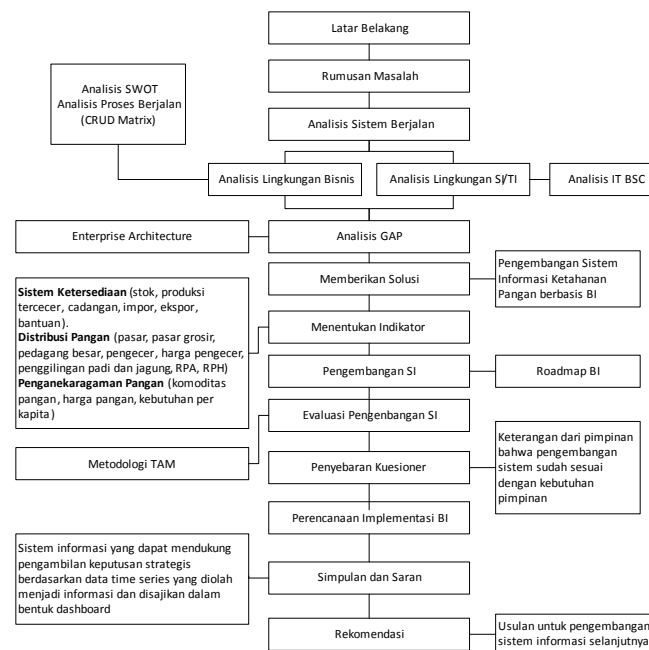 Latar Belakang
Rumusan Masalah
Analisis SWOT
Analisis Proses Berjalan
(CRUD Matrix)
Analisis Sistem Berjalan
Analisis Lingkungan Bisnis
Analisis Lingkungan SI/TI
Analisis IT BSC
Enterprise Architecture
Analisis GAP
Memberikan Solusi
Pengembangan Sistem
Informasi Ketahanan
Pangan berbasis BI
Sistem Ketersediaan (stok, produksi
tercecer, cadangan, impor, ekspor,
bantuan).
Distribusi Pangan (pasar, pasar grosir,
pedagang besar, pengecer, harga pengecer,
penggilingan padi dan jagung, RPA, RPH)
Penganekaragaman Pangan (komoditas
pangan, harga pangan, kebutuhan per
kapita)
Menentukan Indikator
Pengembangan SI
Roadmap BI
Evaluasi Pengenbangan SI
Metodologi TAM
Penyebaran Kuesioner
Keterangan dari pimpinan
bahwa pengembangan
sistem sudah sesuai
dengan kebutuhan
pimpinan
Perencanaan Implementasi BI
Sistem informasi yang dapat mendukung
pengambilan keputusan strategis
berdasarkan data time series yang diolah
menjadi informasi dan disajikan dalam
bentuk dashboard
Simpulan dan Saran
Rekomendasi
Usulan untuk pengembangan
sistem informasi selanjutnya